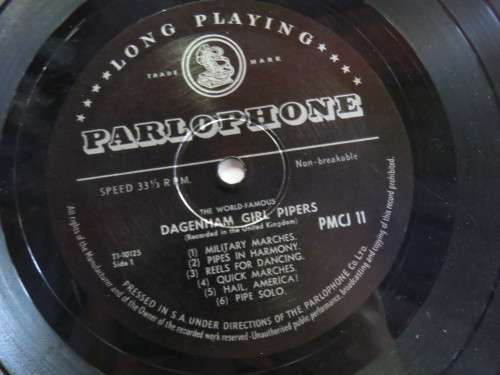 LONG PLAYING
TRADE MARK
PARLOPHONE
SPEED 33⅓ R.P.M.
Non-breakable
THE WORLD-FAMOUS
DAGENHAM GIRL PIPERS
(Recorded in the United Kingdom)
PMCJ 11
T1-10125
Side 1
(1) MILITARY MARCHES.
(2) PIPES IN HARMONY.
(3) REELS FOR DANCING.
(4) QUICK MARCHES.
(5) HAIL, AMERICA!
(6) PIPE SOLO.
PRESSED IN S.A. UNDER DIRECTIONS OF THE PARLOPHONE Co Ltd.
All rights of the Manufacturer and of the Owner of the recorded work reserved. Unauthorised public performance, broadcasting and copying of this record prohibited.